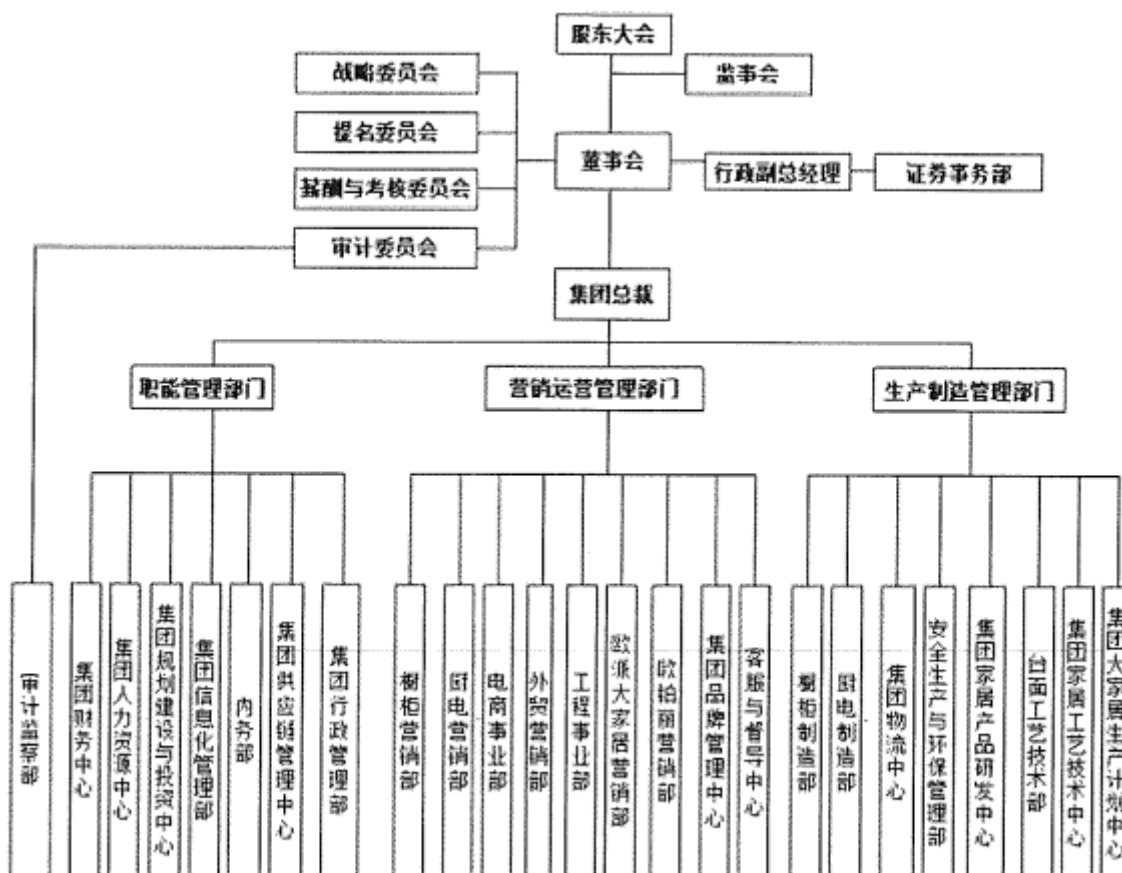 股东大会
监事会
战略委员会
提名委员会
董事会
行政副总经理
证券事务部
薪酬与考核委员会
审计委员会
集团总裁
职能管理部门
营销运营管理部门
生产制造管理部门
审计监察部
集团财务中心
集团人力资源中心
集团规划建设与投资中心
集团信息化管理部
内务部
集团供应链管理中心
集团行政管理部
橱柜营销部
厨电营销部
电商事业部
外贸营销部
工程事业部
欧派大家居营销部
欧铂丽营销部
集团品牌管理中心
客服与督导中心
橱柜制造部
厨电制造部
集团物流中心
安全生产与环保管理部
集团家居产品研发中心
台面工艺技术部
集团家居工艺技术中心
集团大家居生产计划中心